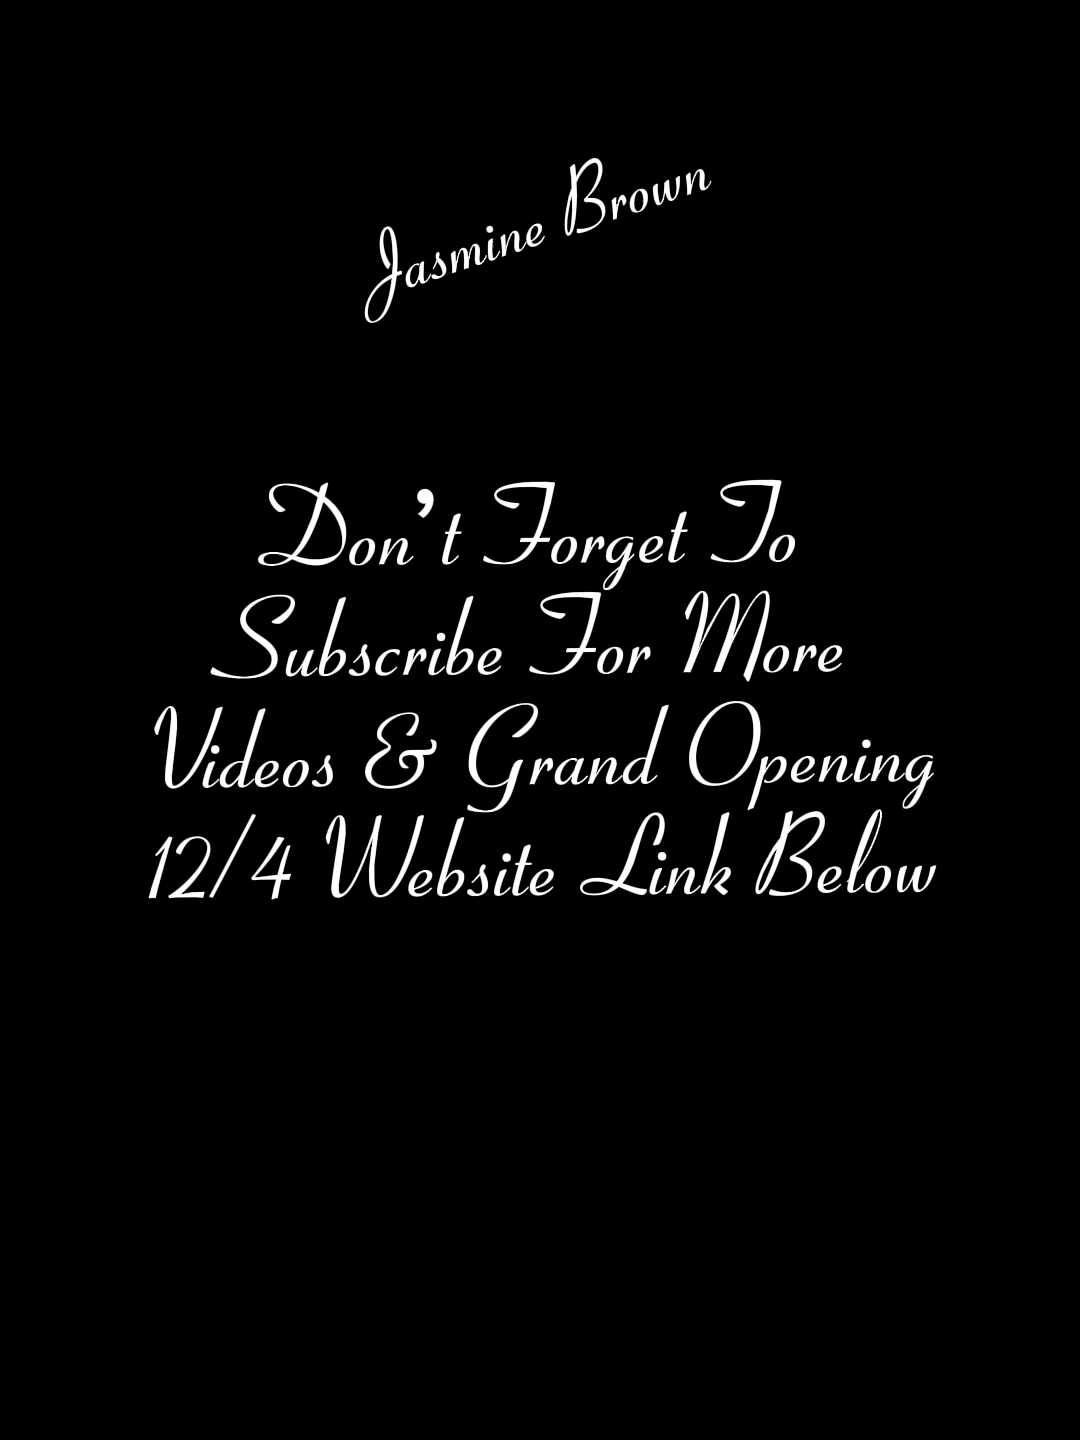 Jasmine Brown
Don't Forget To
Subscribe For More
Videos & Grand Opening
12/4 Website Link Below